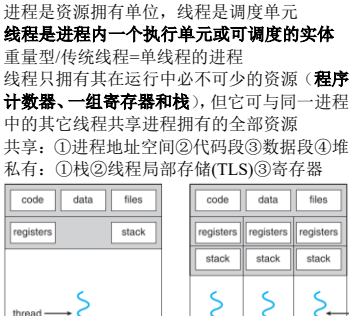 进程是资源拥有单位，线程是调度单元
线程是进程内一个执行单元或可调度的实体
重量型/传统线程=单线程的进程
线程只拥有其在运行中必不可少的资源（程序
计数器、一组寄存器和栈），但它可与同一进程
中的其它线程共享进程拥有的全部资源
共享：①进程地址空间②代码段③数据段④堆
私有：①栈②线程局部存储(TLS)③寄存器
code data files
registers stack
thread
code data files
registers registers registers
stack stack stack